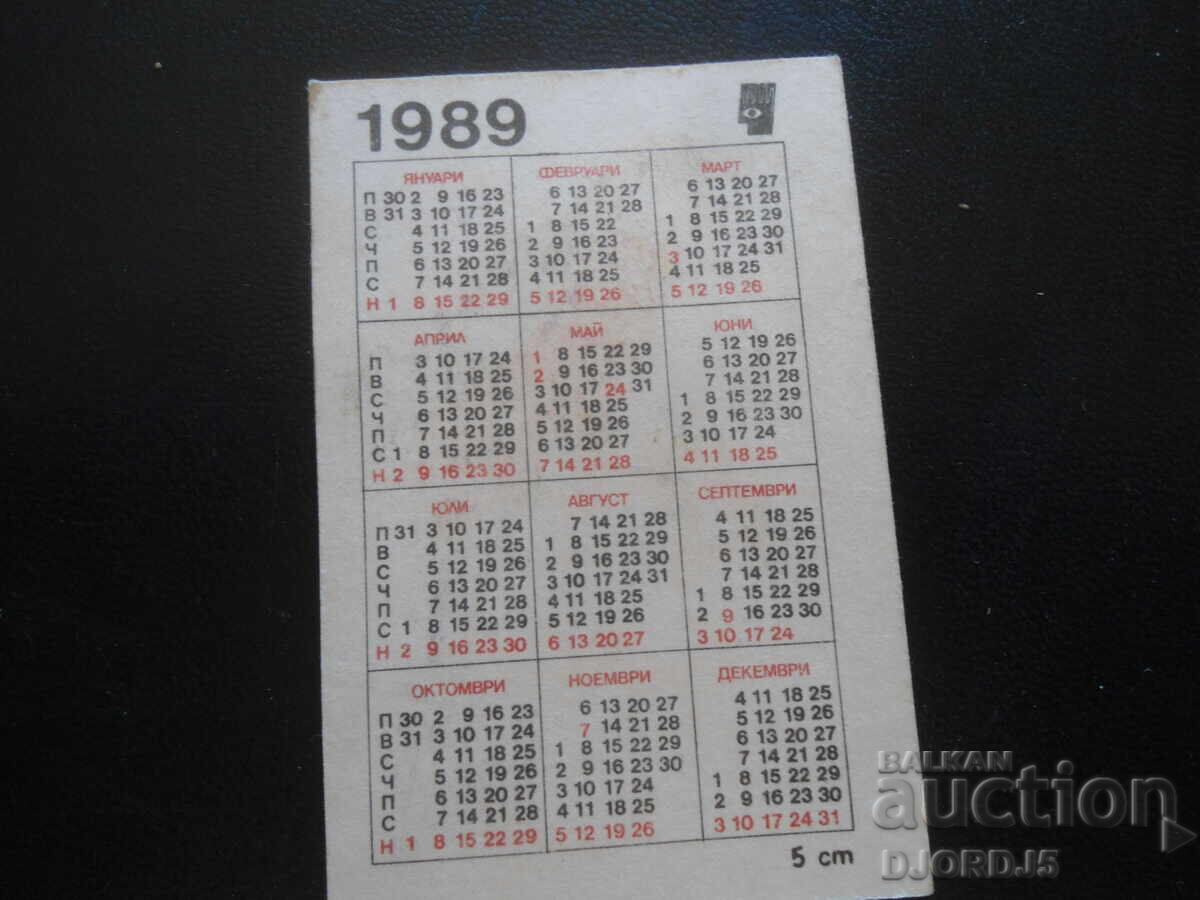 1989
ЯНУАРИ ФЕВРУАРИ МАРТ
П 30 2 9 16 23 6 13 20 27 6 13 20 27
В 31 3 10 17 24 7 14 21 28 7 14 21 28
С 4 11 18 25 1 8 15 22 1 8 15 22 29
Ч 5 12 19 26 2 9 16 23 2 9 16 23 30
П 6 13 20 27 3 10 17 24 3 10 17 24 31
С 7 14 21 28 4 11 18 25 4 11 18 25
Н 1 8 15 22 29 5 12 19 26 5 12 19 26
АПРИЛ МАЙ ЮНИ
П 3 10 17 24 1 8 15 22 29 5 12 19 26
В 4 11 18 25 2 9 16 23 30 6 13 20 27
С 5 12 19 26 3 10 17 24 31 7 14 21 28
Ч 6 13 20 27 4 11 18 25 1 8 15 22 29
П 7 14 21 28 5 12 19 26 2 9 16 23 30
С 1 8 15 22 29 6 13 20 27 3 10 17 24
Н 2 9 16 23 30 7 14 21 28 4 11 18 25
ЮЛИ АВГУСТ СЕПТЕМВРИ
П 31 3 10 17 24 7 14 21 28 4 11 18 25
В 4 11 18 25 1 8 15 22 29 5 12 19 26
С 5 12 19 26 2 9 16 23 30 6 13 20 27
Ч 6 13 20 27 3 10 17 24 31 7 14 21 28
П 7 14 21 28 4 11 18 25 1 8 15 22 29
С 1 8 15 22 29 5 12 19 26 2 9 16 23 30
Н 2 9 16 23 30 6 13 20 27 3 10 17 24
ОКТОМВРИ НОЕМВРИ ДЕКЕМВРИ
П 30 2 9 16 23 6 13 20 27 4 11 18 25
В 31 3 10 17 24 7 14 21 28 5 12 19 26
С 4 11 18 25 1 8 15 22 29 6 13 20 27
Ч 5 12 19 26 2 9 16 23 30 7 14 21 28
П 6 13 20 27 3 10 17 24 1 8 15 22 29
С 7 14 21 28 4 11 18 25 2 9 16 23 30
Н 1 8 15 22 29 5 12 19 26 3 10 17 24 31
5 cm
BALKAN
auction
DJORDJ5